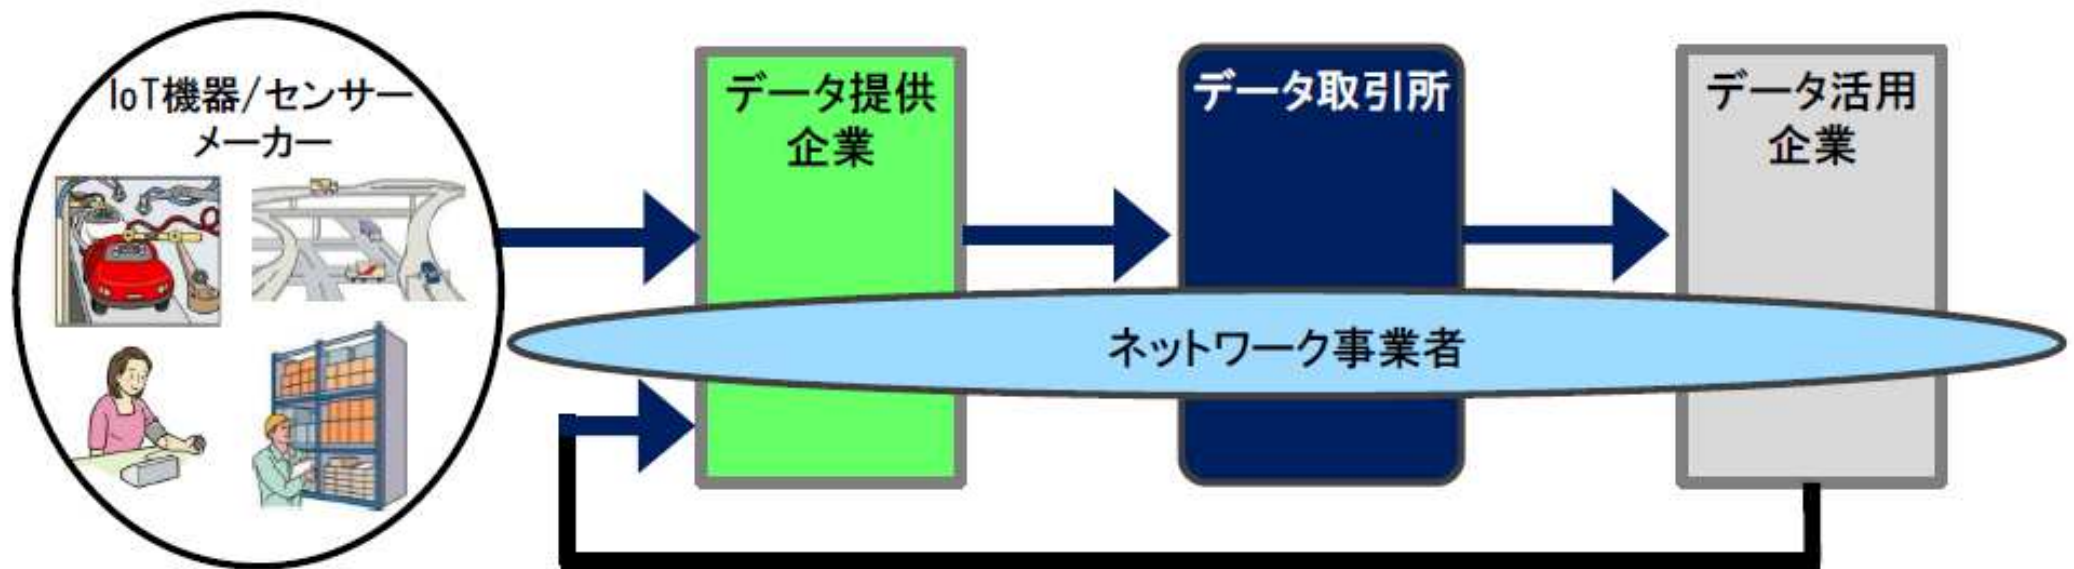 IoT機器/センサー
メーカー
データ提供
企業
データ取引所
データ活用
企業
ネットワーク事業者